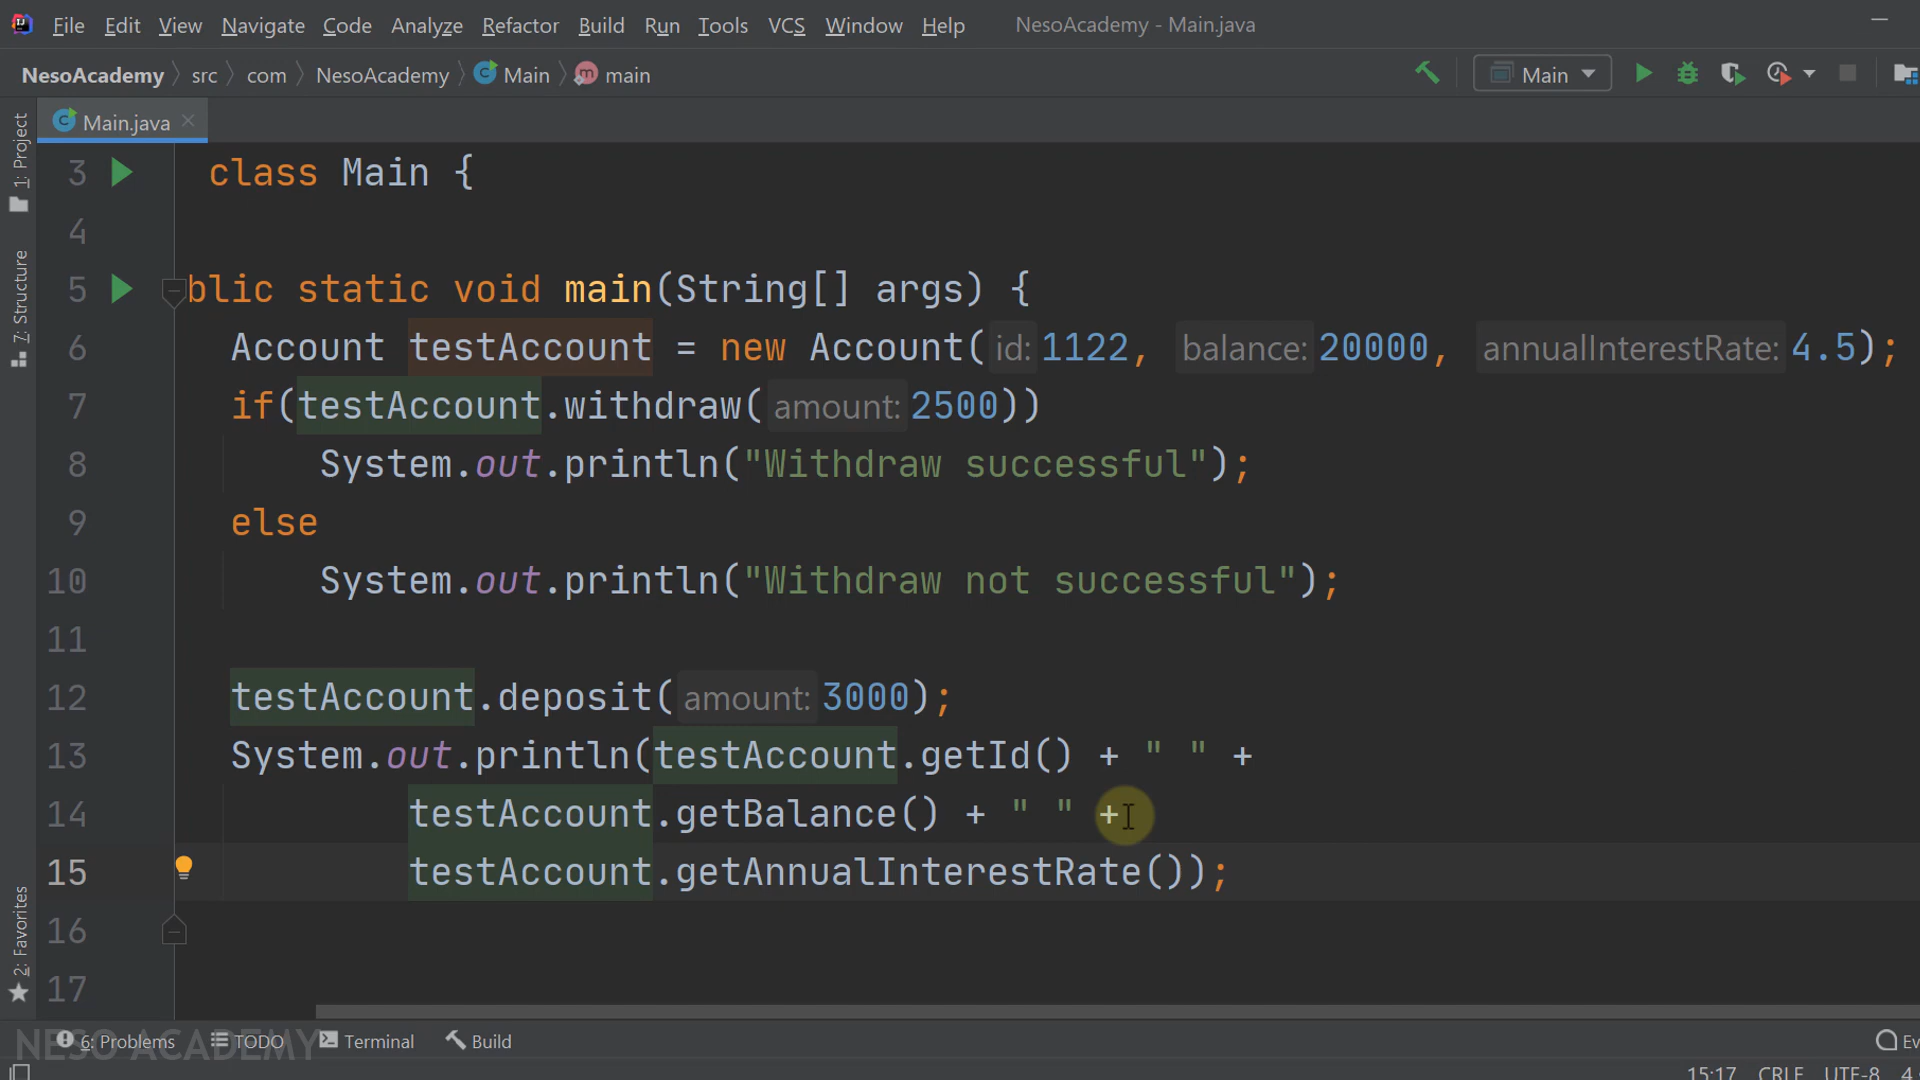 File Edit View Navigate Code Analyze Refactor Build Run Tools VCS Window Help NesoAcademy - Main.java
NesoAcademy src com NesoAcademy Main main Main
Main.java
1: Project
7: Structure
2: Favorites
3 class Main {
4
5 blic static void main(String[] args) {
6 Account testAccount = new Account( id: 1122, balance: 20000, annualInterestRate: 4.5);
7 if(testAccount.withdraw( amount: 2500))
8 System.out.println("Withdraw successful");
9 else
10 System.out.println("Withdraw not successful");
11
12 testAccount.deposit( amount: 3000);
13 System.out.println(testAccount.getId() + " " +
14 testAccount.getBalance() + " " +
15 testAccount.getAnnualInterestRate());
16
17
NESO ACADEMY
6: Problems TODO Terminal Build Ev
15:17 CRLF UTF-8 4